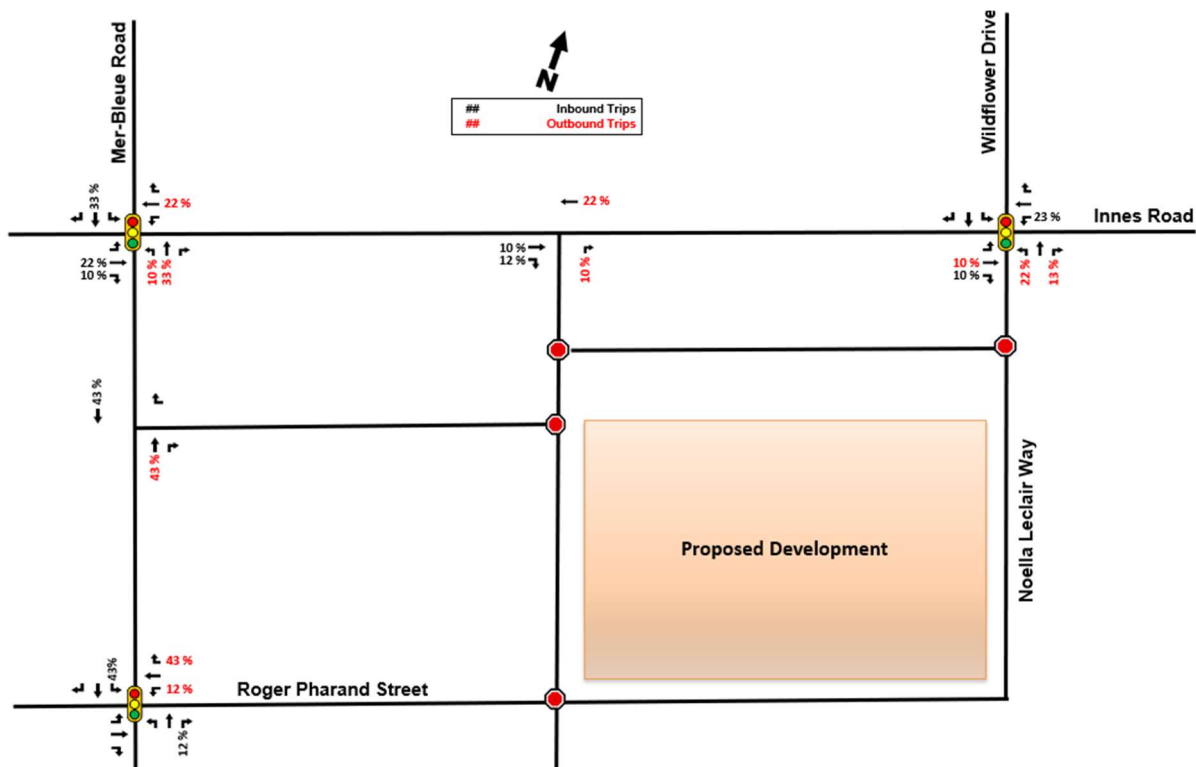 Mer-Bleue Road
Wildflower Drive
N
## Inbound Trips
## Outbound Trips
33 %
22 %
22 %
23 %
Innes Road
22 %
10 %
10 %
33 %
10 %
12 %
10 %
10 %
10 %
22 %
13 %
43 %
43 %
Proposed Development
Noella Leclair Way
43%
43 %
12 %
Roger Pharand Street
12 %